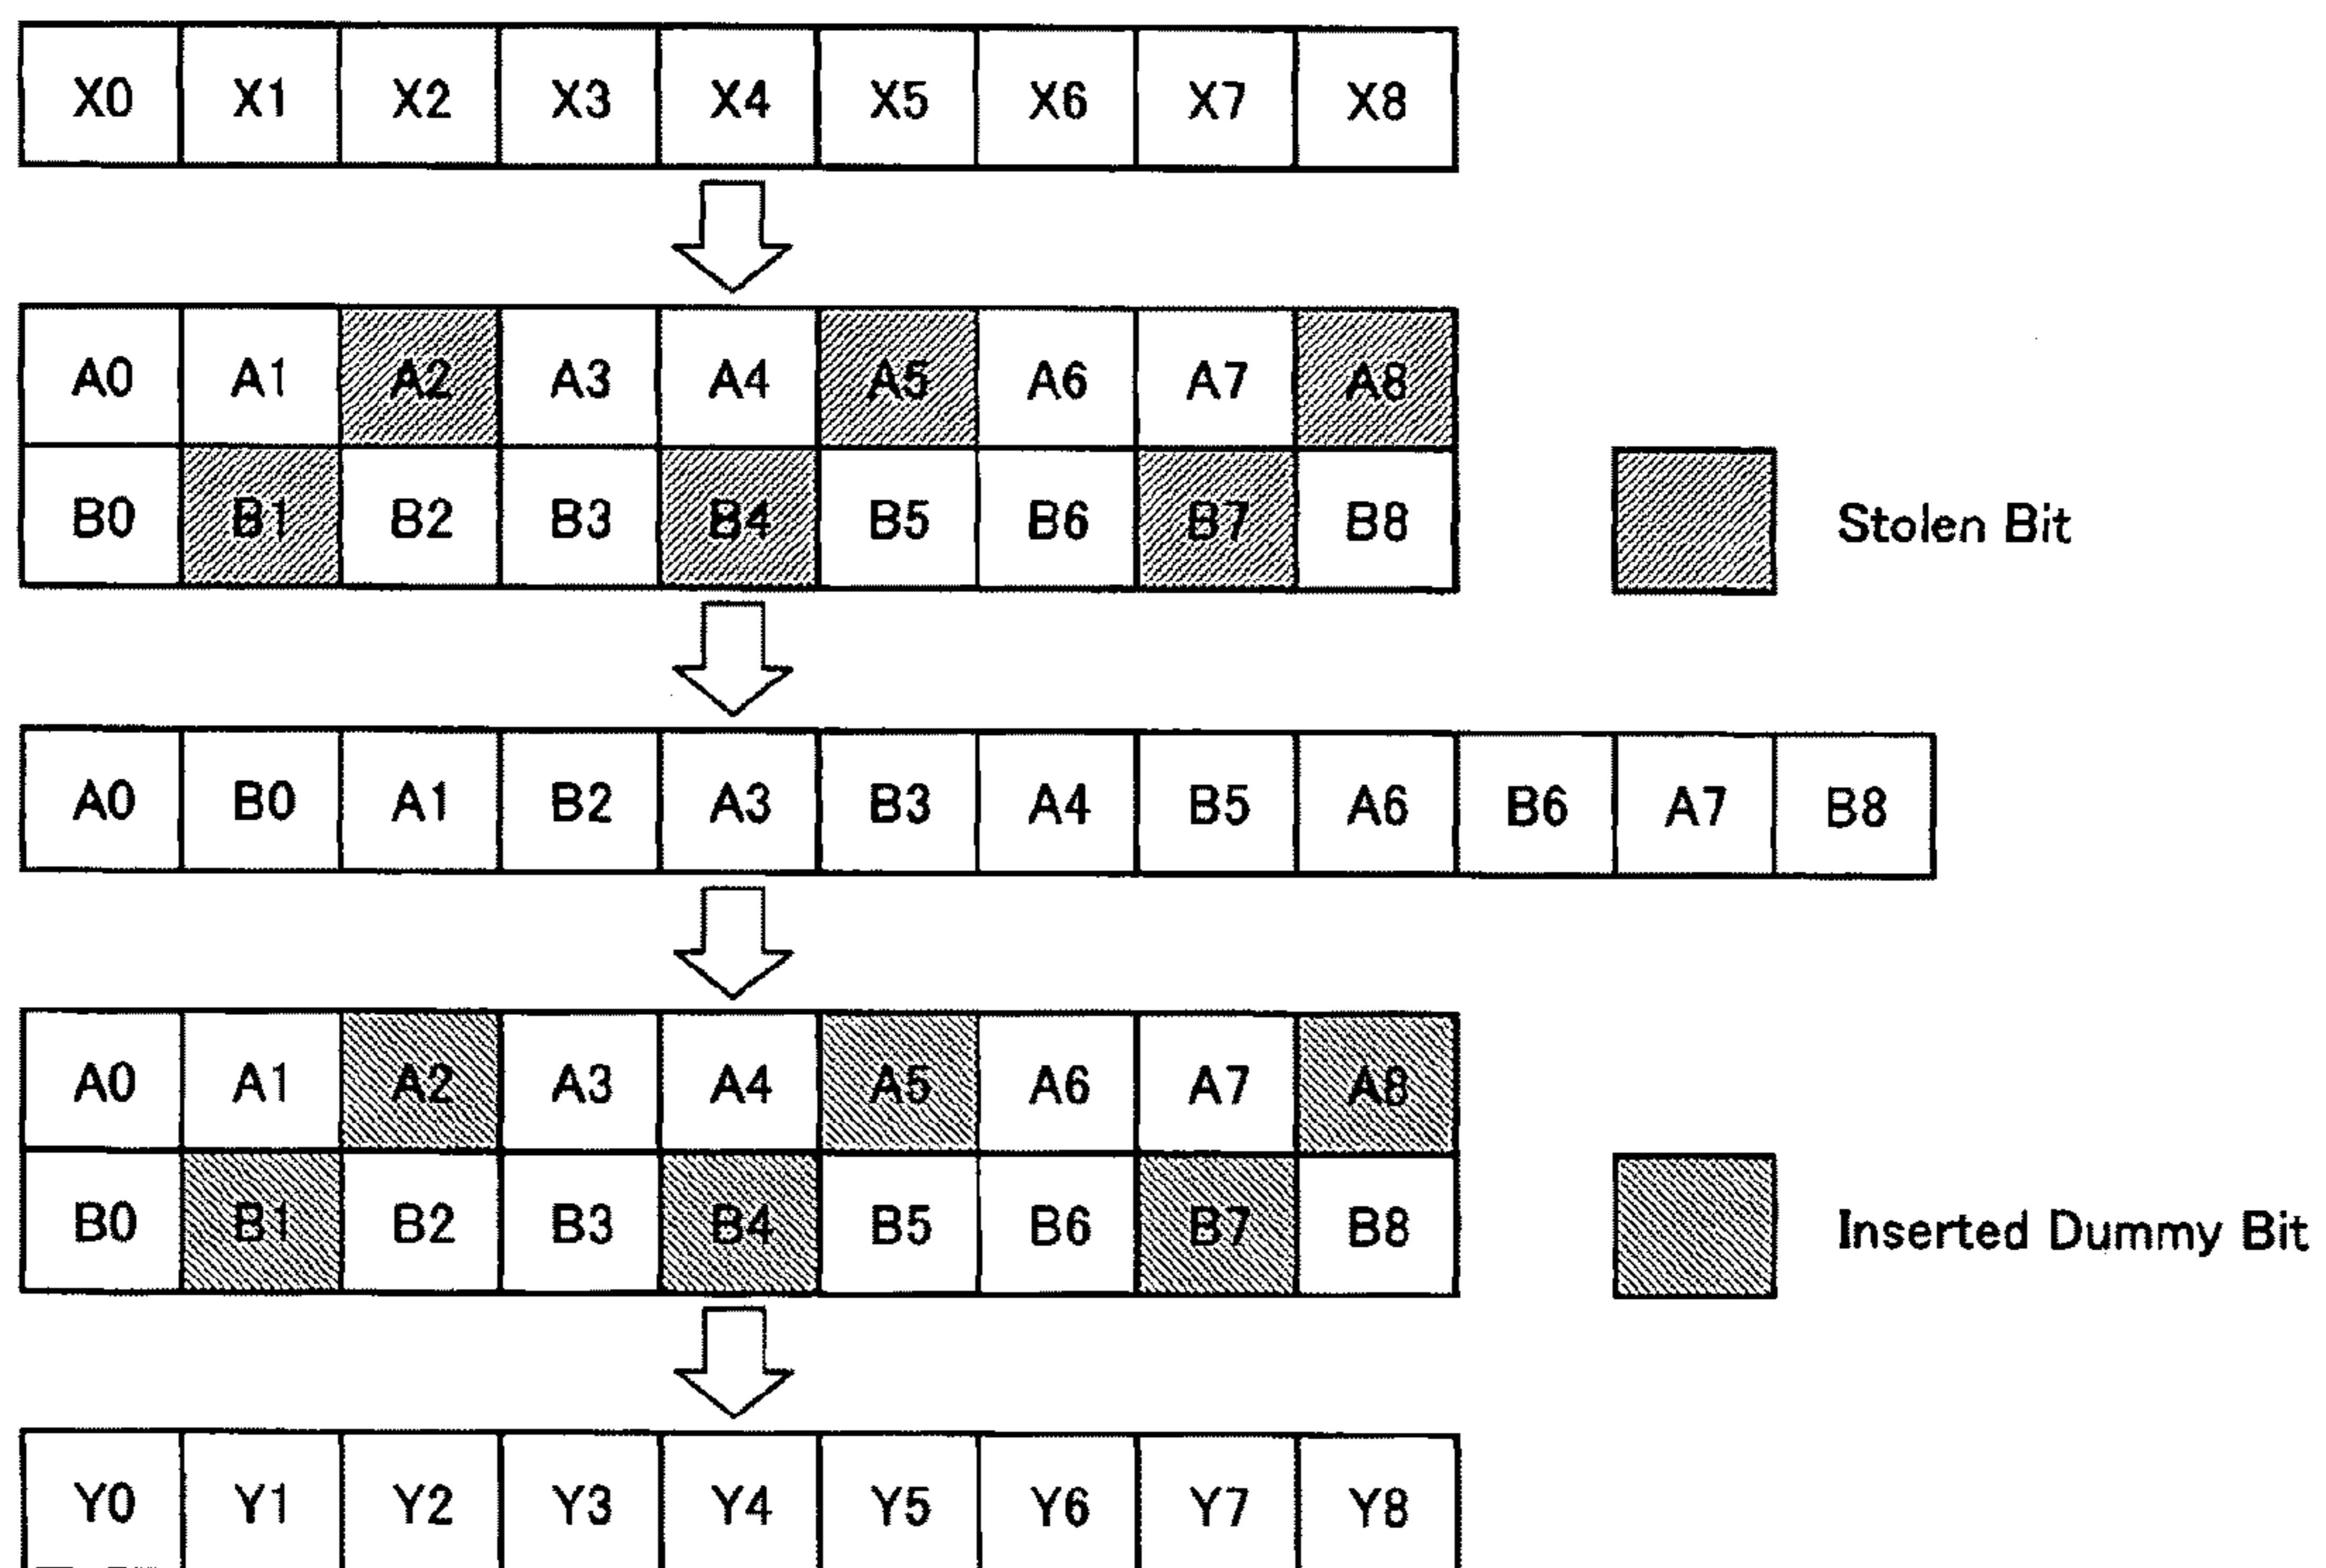 X0 X1 X2 X3 X4 X5 X6 X7 X8
A0 A1 A2 A3 A4 A5 A6 A7 A8
B0 B1 B2 B3 B4 B5 B6 B7 B8
Stolen Bit
A0 B0 A1 B2 A3 B3 A4 B5 A6 B6 A7 B8
A0 A1 A2 A3 A4 A5 A6 A7 A8
B0 B1 B2 B3 B4 B5 B6 B7 B8
Inserted Dummy Bit
Y0 Y1 Y2 Y3 Y4 Y5 Y6 Y7 Y8